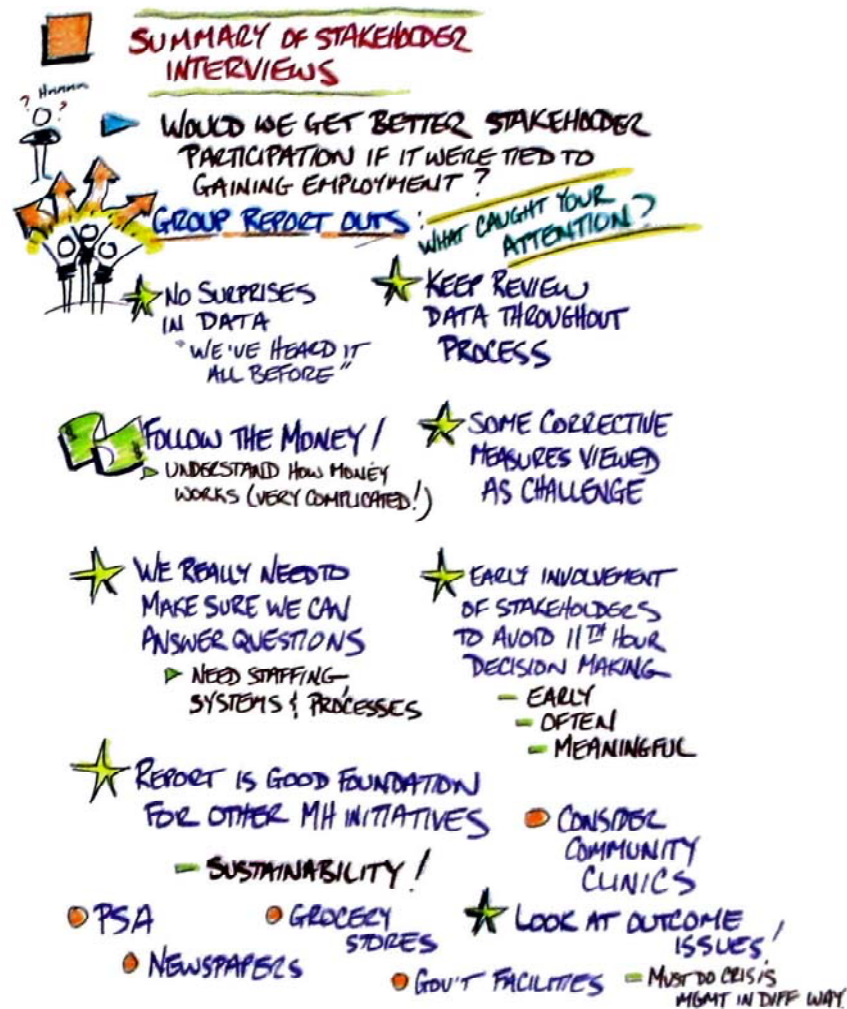 SUMMARY OF STAKEHOLDER
INTERVIEWS
? Hmmmm
?
WOULD WE GET BETTER STAKEHOLDER
PARTICIPATION IF IT WERE TIED TO
GAINING EMPLOYMENT?
GROUP REPORT OUTS:
WHAT CAUGHT YOUR
ATTENTION?
NO SURPRISES
IN DATA
"WE'VE HEARD IT
ALL BEFORE"
KEEP REVIEW
DATA THROUGHOUT
PROCESS
FOLLOW THE MONEY!
UNDERSTAND HOW MONEY
WORKS (VERY COMPLICATED!)
SOME CORRECTIVE
MEASURES VIEWED
AS CHALLENGE
WE REALLY NEED TO
MAKE SURE WE CAN
ANSWER QUESTIONS
NEED STAFFING,
SYSTEMS & PROCESSES
EARLY INVOLVEMENT
OF STAKEHOLDERS
TO AVOID 11TH HOUR
DECISION MAKING
- EARLY
- OFTEN
- MEANINGFUL
REPORT IS GOOD FOUNDATION
FOR OTHER MH INITIATIVES
- SUSTAINABILITY!
CONSIDER
COMMUNITY
CLINICS
PSA
GROCERY
STORES
NEWSPAPERS
GOV'T FACILITIES
LOOK AT OUTCOME
ISSUES!
- MUST DO CRISIS
MGMT IN DIFF WAY